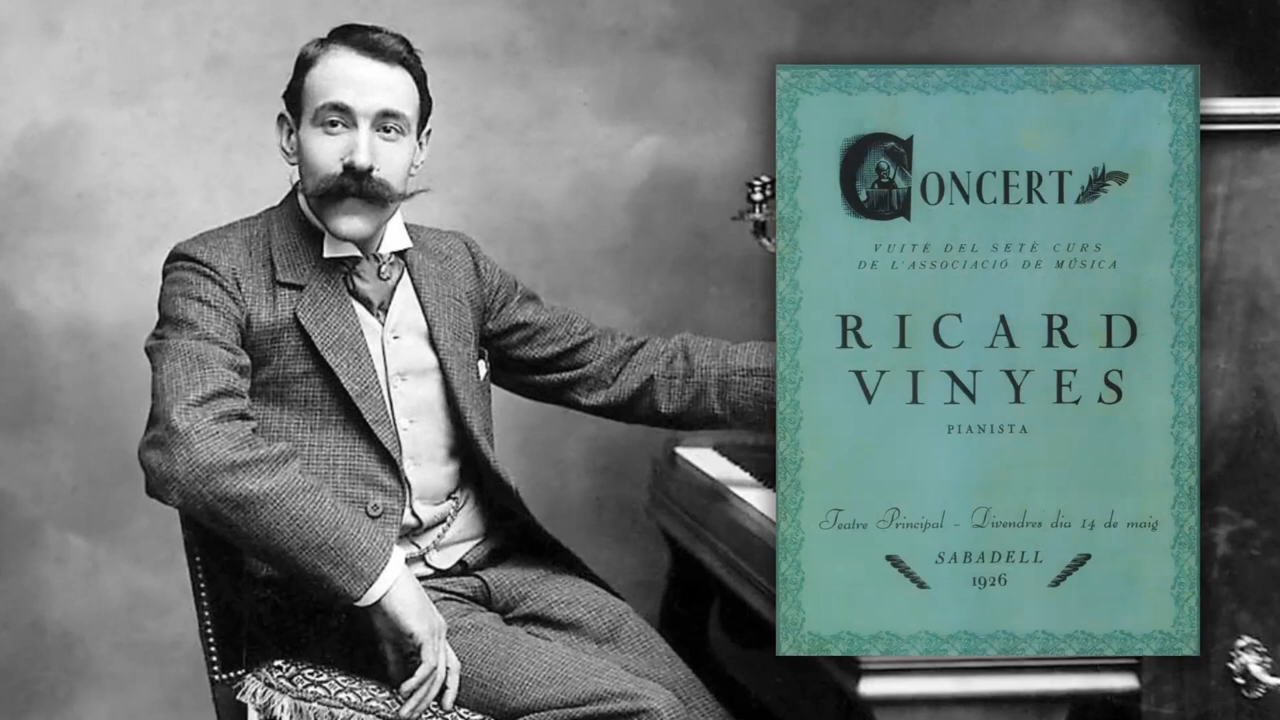 CONCERT
VUITÈ DEL SETÈ CURS
DE L'ASSOCIACIÓ DE MÚSICA
RICARD
VINYES
PIANISTA
Teatre Principal - Divendres dia 14 de maig
SABADELL
1926